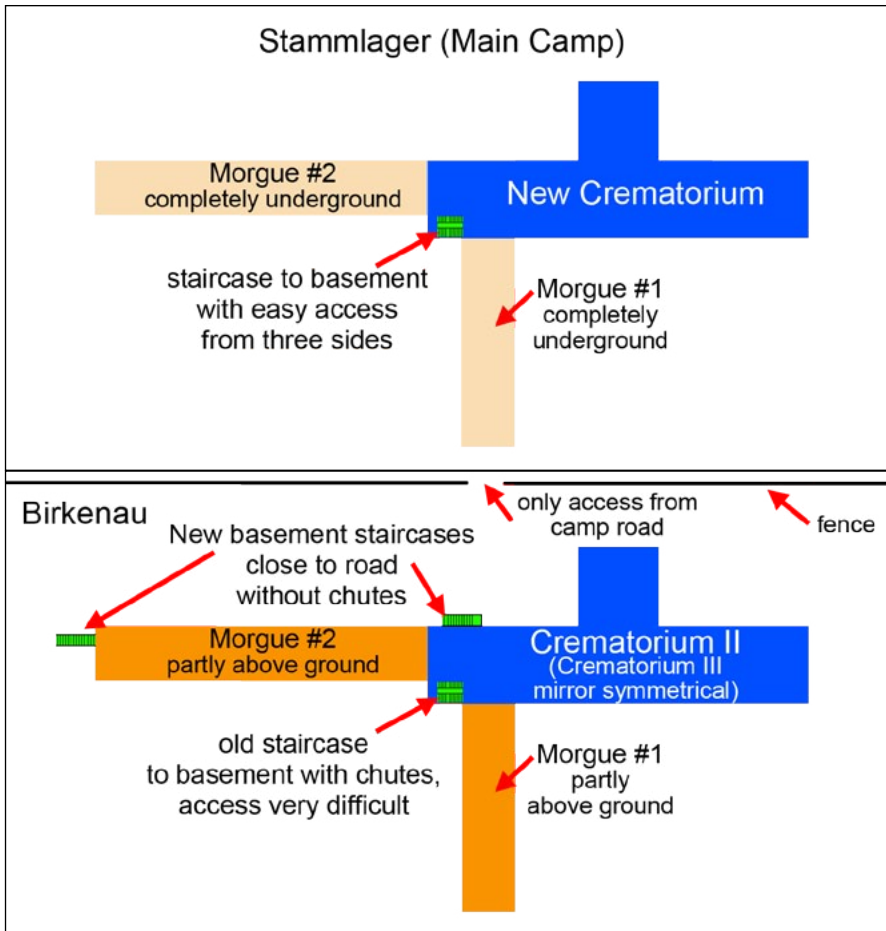 Stammlager (Main Camp)
Morgue #2
completely underground
New Crematorium
staircase to basement
with easy access
from three sides
Morgue #1
completely
underground
Birkenau
only access from
camp road
fence
New basement staircases
close to road
without chutes
Morgue #2
partly above ground
Crematorium II
(Crematorium III
mirror symmetrical)
old staircase
to basement with chutes,
access very difficult
Morgue #1
partly
above ground